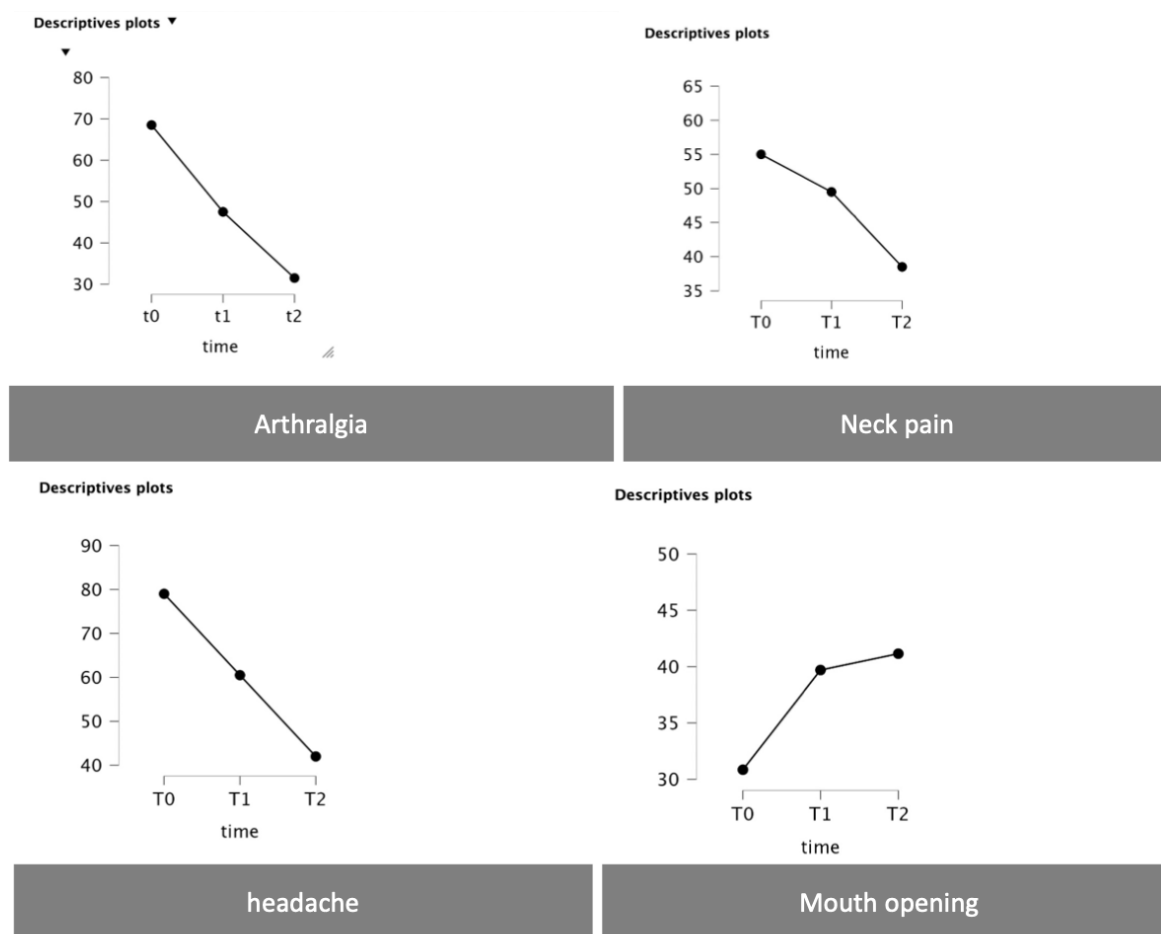 Descriptives plots
80
70
60
50
40
30
t0 t1 t2
time
Arthralgia
Descriptives plots
65
60
55
50
45
40
35
T0 T1 T2
time
Neck pain
Descriptives plots
90
80
70
60
50
40
T0 T1 T2
time
headache
Descriptives plots
50
45
40
35
30
T0 T1 T2
time
Mouth opening